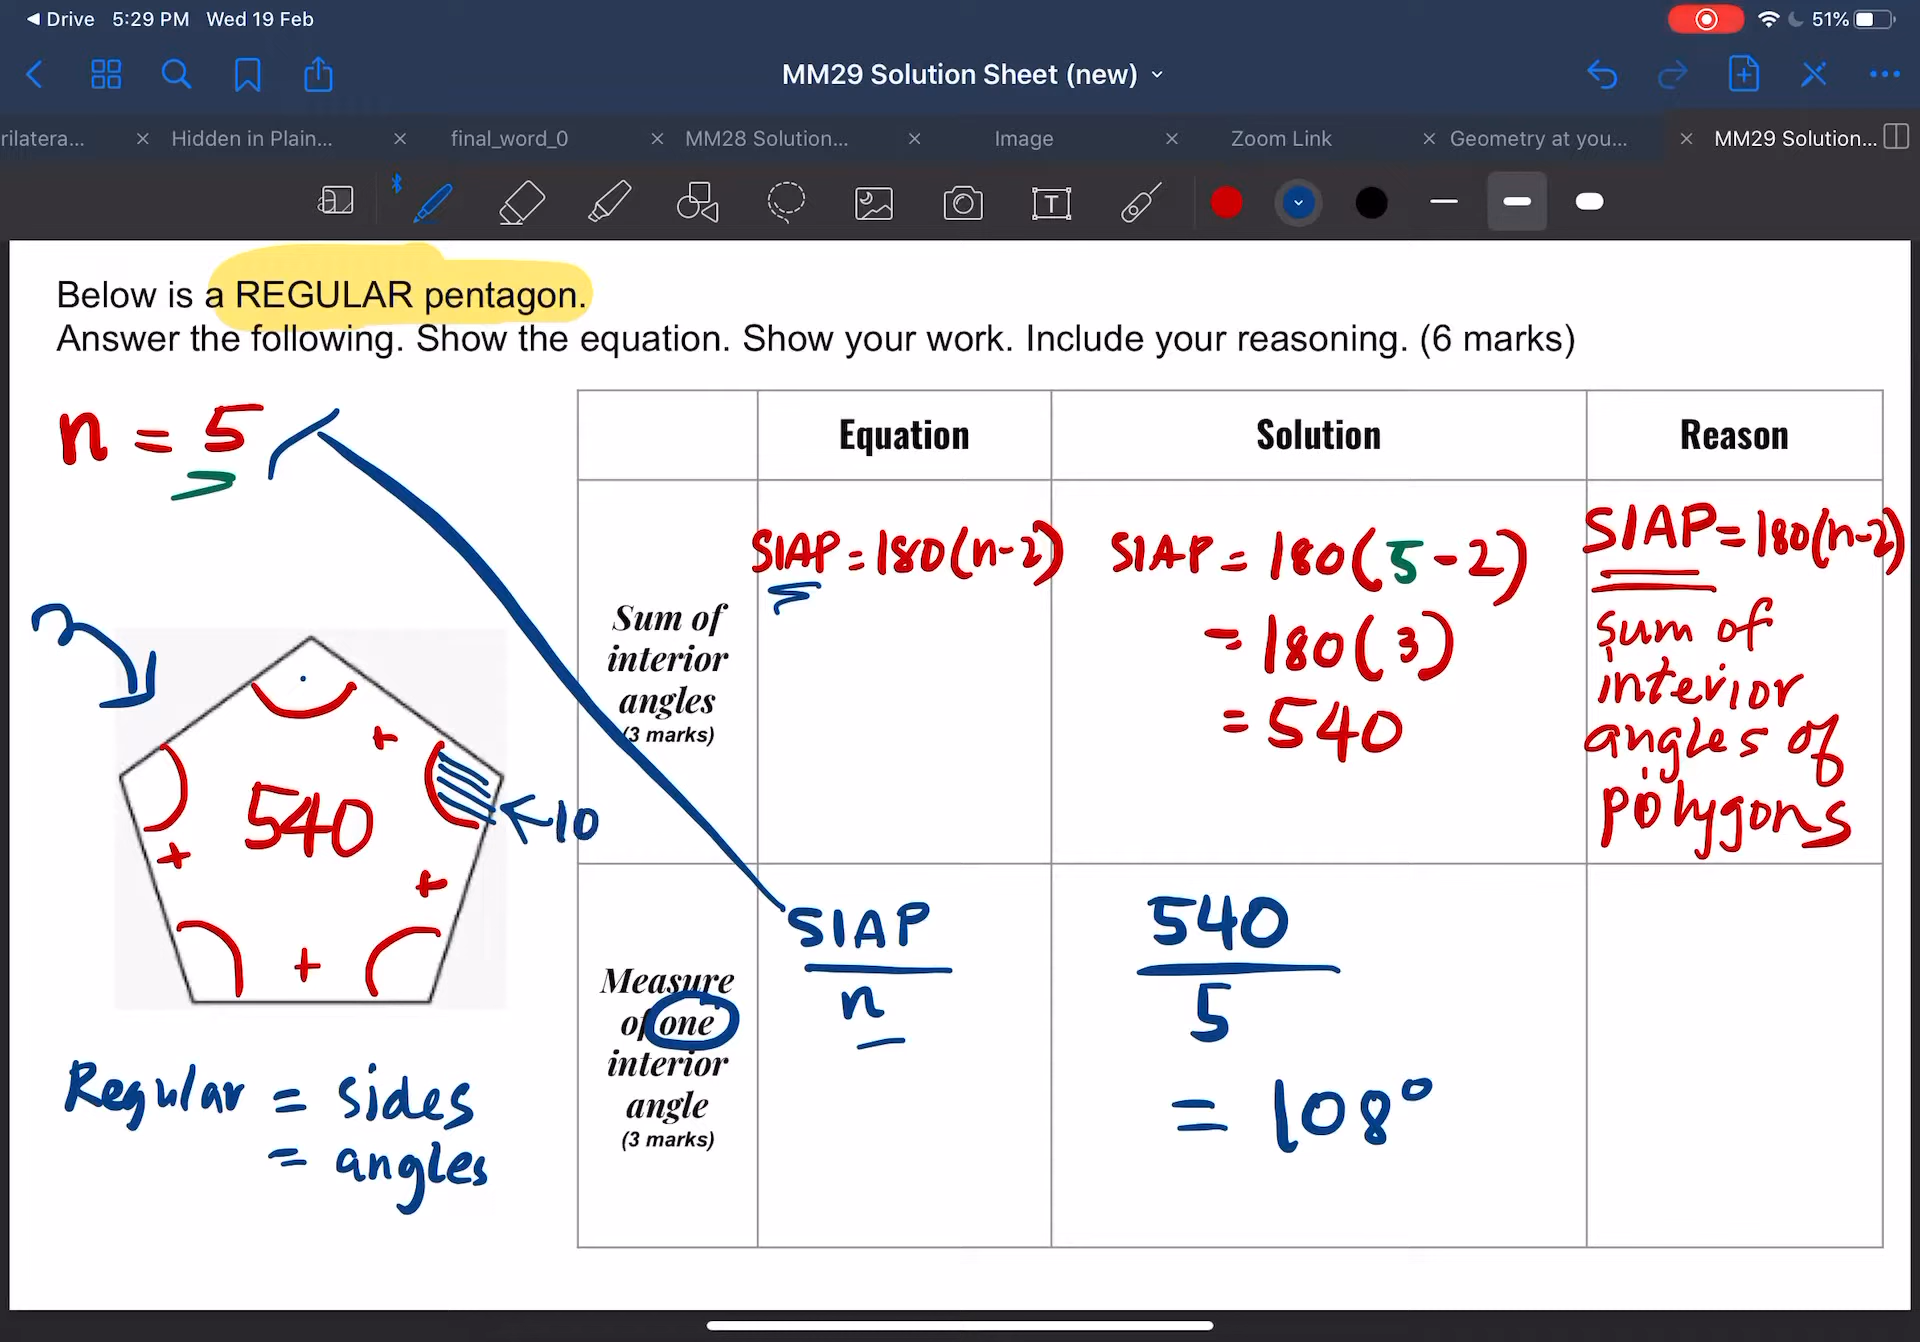 Drive 5:29 PM Wed 19 Feb
51%
MM29 Solution Sheet (new)
rilatera...
Hidden in Plain...
final_word_0
MM28 Solution...
Image
Zoom Link
Geometry at you...
MM29 Solution...
a
T
Below is a REGULAR pentagon.
Answer the following. Show the equation. Show your work. Include your reasoning. (6 marks)
n = 5
540
+
+
+
+
←10
Regular = sides
= angles
Equation
Solution
Reason
Sum of
interior
angles
(3 marks)
SIAP = 180(n-2)
SIAP = 180(5-2)
= 180(3)
= 540
SIAP = 180(n-2)
sum of
interior
angles of
polygons
Measure
of one
interior
angle
(3 marks)
SIAP
n
540
5
= 108°